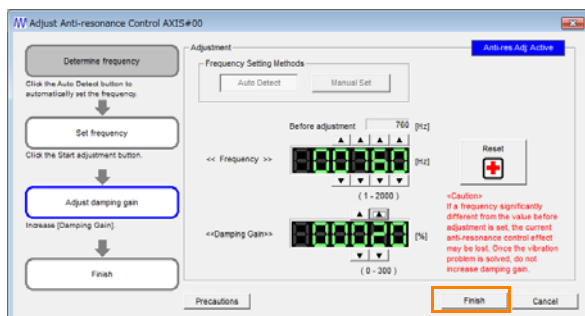 Adjust Anti-resonance Control AXIS#00
Determine frequency
Click the Auto Detect button to
automatically set the frequency.
Set frequency
Click the Start adjustment button.
Adjust damping gain
Increase [Damping Gain].
Finish
Adjustment
Anti-res Adj Active
Frequency Setting Methods
Auto Detect
Manual Set
Before adjustment
760
[Hz]
<< Frequency >>
000760
[Hz]
( 1 - 2000 )
<<Damping Gain>>
000020
[%]
( 0 - 300 )
Reset
<Caution>
If a frequency significantly
different from the value before
adjustment is set, the current
anti-resonance control effect
may be lost. Once the vibration
problem is solved, do not
increase damping gain.
Precautions
Finish
Cancel